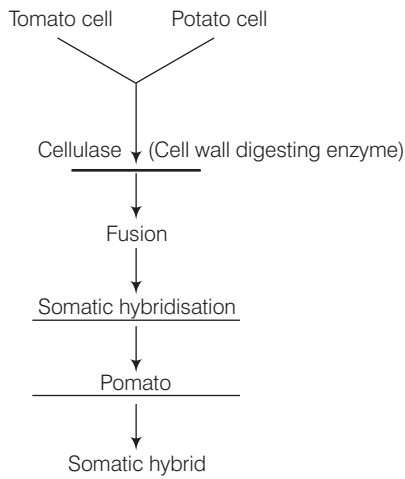 Tomato cell Potato cell
Cellulase (Cell wall digesting enzyme)
Fusion
Somatic hybridisation
Pomato
Somatic hybrid